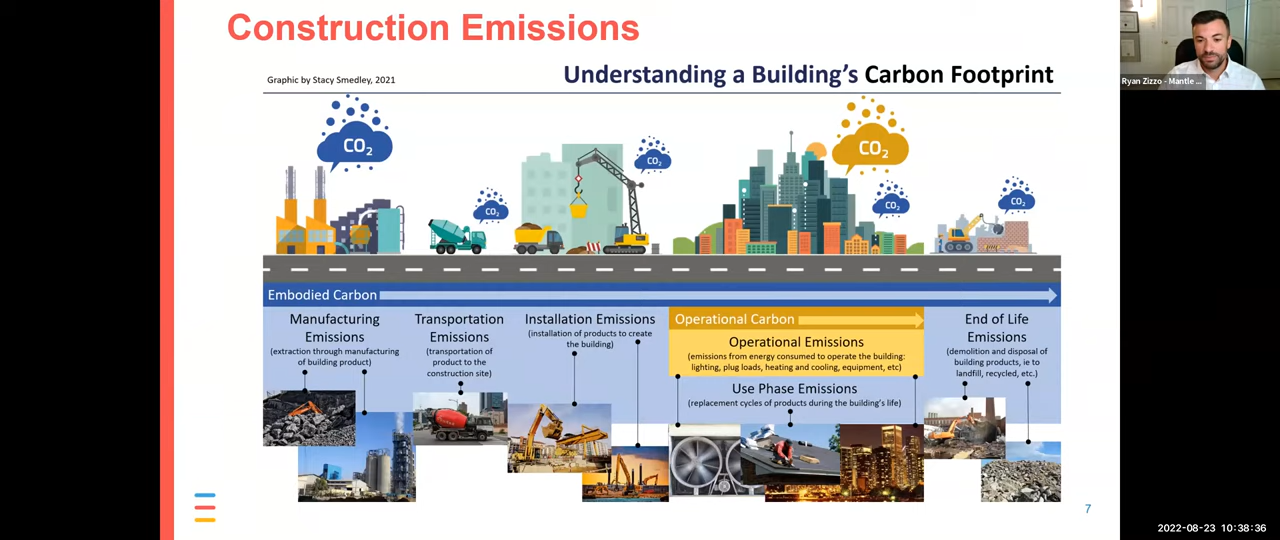 Construction Emissions
Graphic by Stacy Smedley, 2021
Understanding a Building's Carbon Footprint
Ryan Zizzo - Mantle ...
CO2
CO2
CO2
CO2
CO2
CO2
Embodied Carbon
Manufacturing
Emissions
(extraction through manufacturing
of building product)
Transportation
Emissions
(transportation of
product to the
construction site)
Installation Emissions
(installation of products to create
the building)
Operational Carbon
Operational Emissions
(emissions from energy consumed to operate the building:
lighting, plug loads, heating and cooling, equipment, etc)
Use Phase Emissions
(replacement cycles of products during the building's life)
End of Life
Emissions
(demolition and disposal of
building products, ie to
landfill, recycled, etc.)
7
2022-08-23 10:38:36